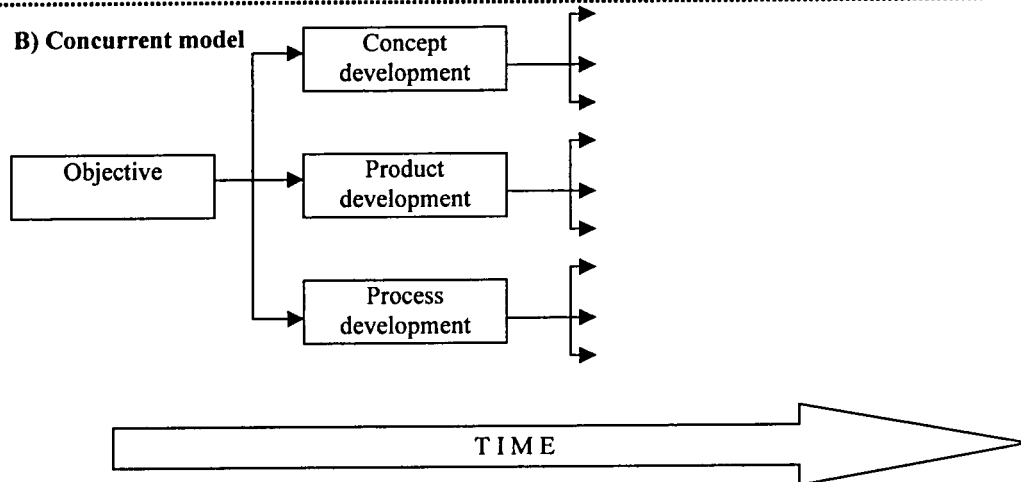 B) Concurrent model
Concept
development
Objective
Product
development
Process
development
TIME